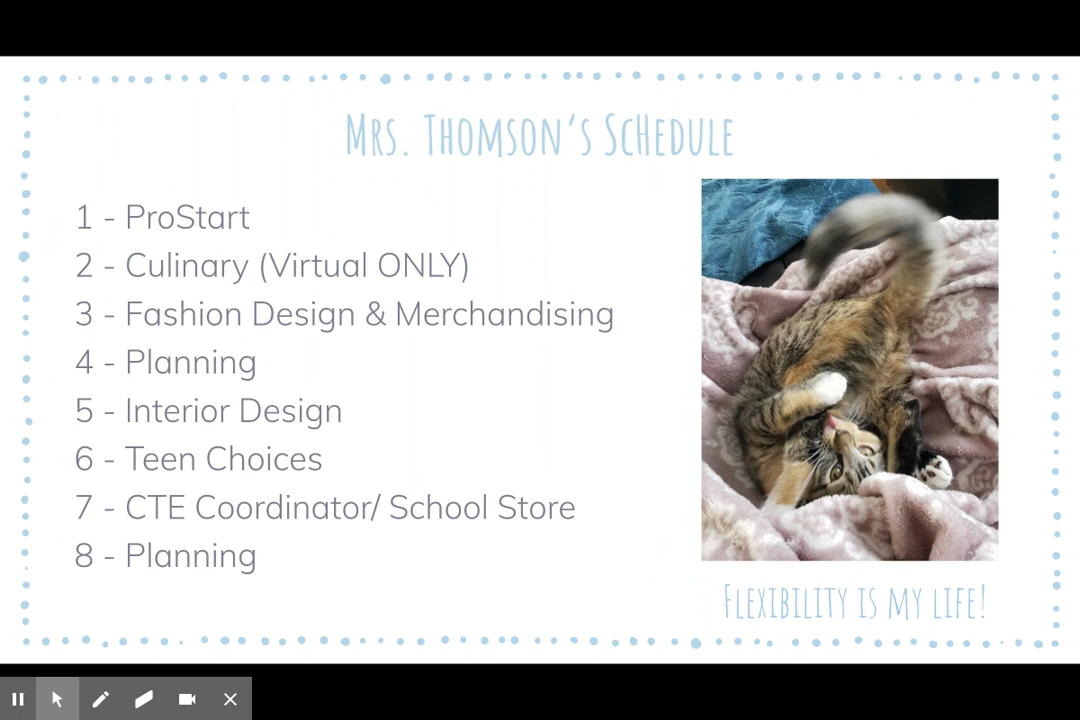 Mrs. Thomson's Schedule
1 - ProStart
2 - Culinary (Virtual ONLY)
3 - Fashion Design & Merchandising
4 - Planning
5 - Interior Design
6 - Teen Choices
7 - CTE Coordinator/ School Store
8 - Planning
Flexibility is my life!